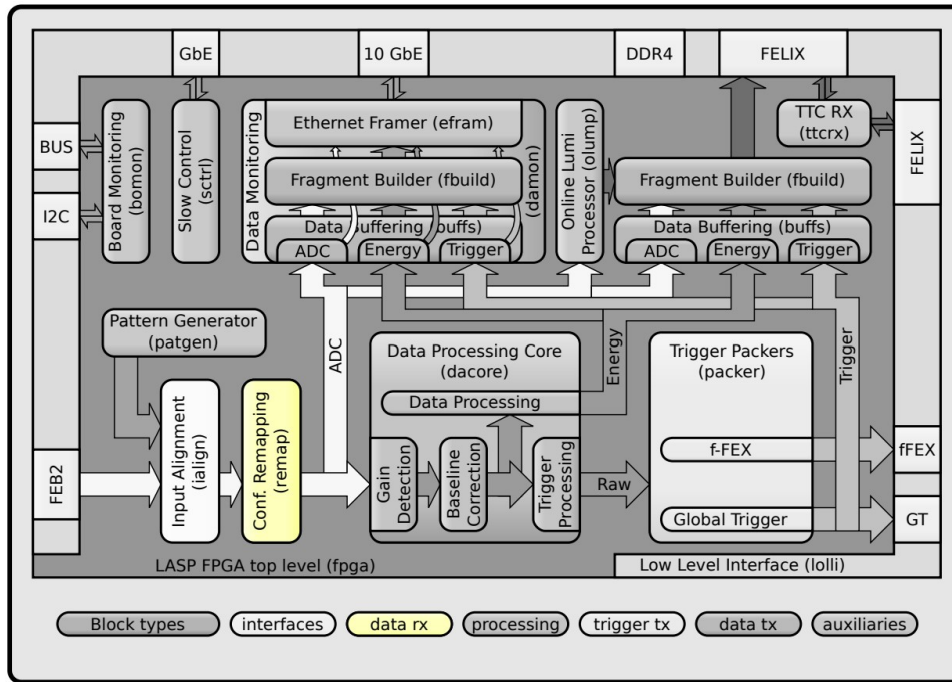 GbE
10 GbE
DDR4
FELIX
BUS
I2C
FEB2
Board Monitoring
(bomon)
Slow Control
(sctrl)
Data Monitoring
(damon)
Ethernet Framer (efram)
Fragment Builder (fbuild)
Data Buffering (buffs)
ADC
Energy
Trigger
Online Lumi
Processor (olump)
TTC RX
(ttcrx)
FELIX
Fragment Builder (fbuild)
Data Buffering (buffs)
ADC
Energy
Trigger
Pattern Generator
(patgen)
Input Alignment
(ialign)
Conf. Remapping
(remap)
ADC
Data Processing Core
(dacore)
Data Processing
Gain
Detection
Baseline
Correction
Trigger
Processing
Energy
Raw
Trigger Packers
(packer)
f-FEX
Global Trigger
Trigger
fFEX
GT
LASP FPGA top level (fpga)
Low Level Interface (lolli)
Block types
interfaces
data rx
processing
trigger tx
data tx
auxiliaries